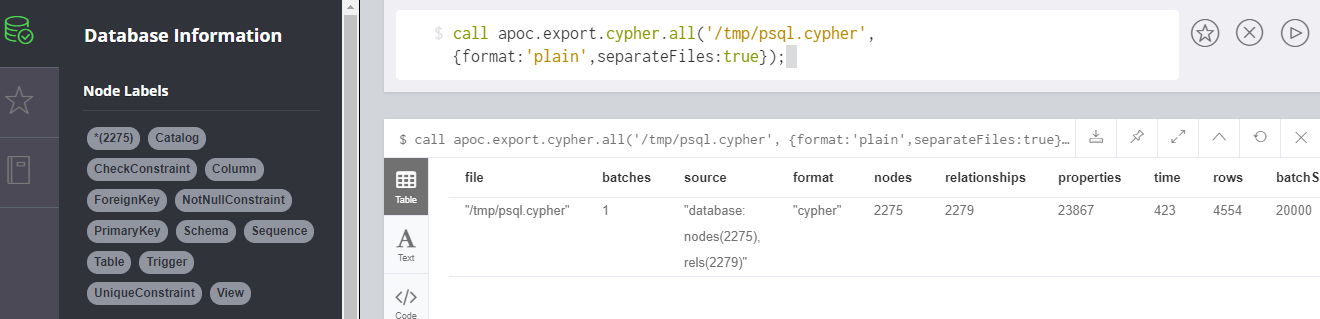 Database Information
Node Labels
*(2275) Catalog
CheckConstraint Column
ForeignKey NotNullConstraint
PrimaryKey Schema Sequence
Table Trigger
UniqueConstraint View
$ call apoc.export.cypher.all('/tmp/psql.cypher',
{format:'plain',separateFiles:true});
$ call apoc.export.cypher.all('/tmp/psql.cypher', {format:'plain',separateFiles:true}…
Table
Text
Code
file batches source format nodes relationships properties time rows batchS
"/tmp/psql.cypher" 1 "database: "cypher" 2275 2279 23867 423 4554 20000
nodes(2275),
rels(2279)"